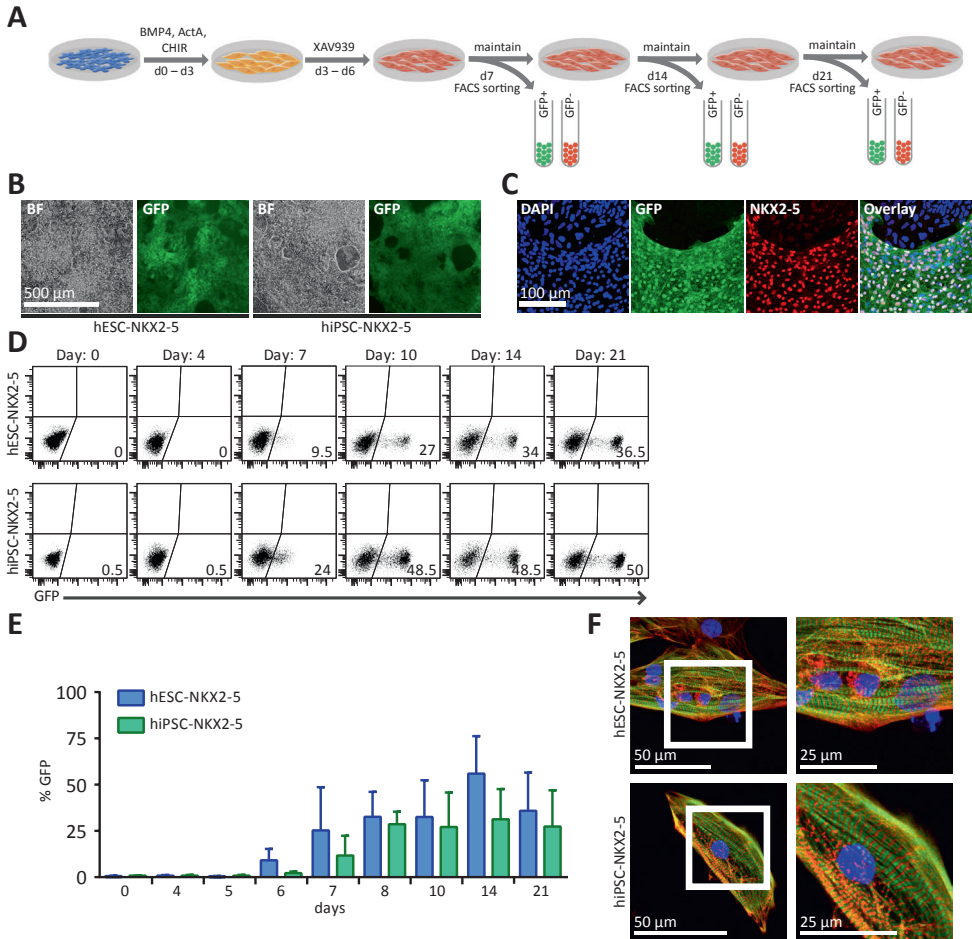 A
BMP4, ActA,
CHIR
d0 – d3
XAV939
d3 – d6
maintain
d7
FACS sorting
GFP+
GFP-
maintain
d14
FACS sorting
GFP+
GFP-
maintain
d21
FACS sorting
GFP+
GFP-
B
BF
GFP
BF
GFP
500 µm
hESC-NKX2-5
hiPSC-NKX2-5
C
DAPI
GFP
NKX2-5
Overlay
100 µm
D
Day: 0
Day: 4
Day: 7
Day: 10
Day: 14
Day: 21
hESC-NKX2-5
0
0
9.5
27
34
36.5
hiPSC-NKX2-5
0.5
0.5
24
48.5
48.5
50
GFP
E
100
75
50
25
0
% GFP
hESC-NKX2-5
hiPSC-NKX2-5
0
4
5
6
7
8
10
14
21
days
F
hESC-NKX2-5
50 µm
25 µm
hiPSC-NKX2-5
50 µm
25 µm